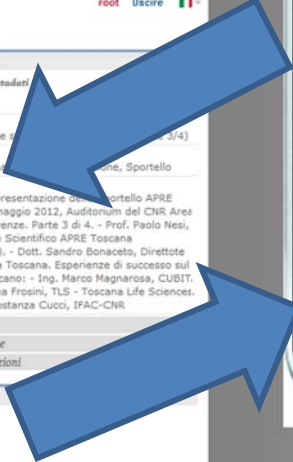 root Uscire
tadati
3/4)
one, Sportello
resentazione dello Sportello APRE
maggio 2012, Auditorium del CNR Area
renze. Parte 3 di 4. - Prof. Paolo Nesi,
e Scientifico APRE Toscana
). - Dott. Sandro Bonaceto, Direttote
a Toscana. Esperienze di successo sul
cano: - Ing. Marco Magnarosa, CUBIT.
a Frosini, TLS - Toscana Life Sciences.
ostanza Cucci, IFAC-CNR
e
zioni